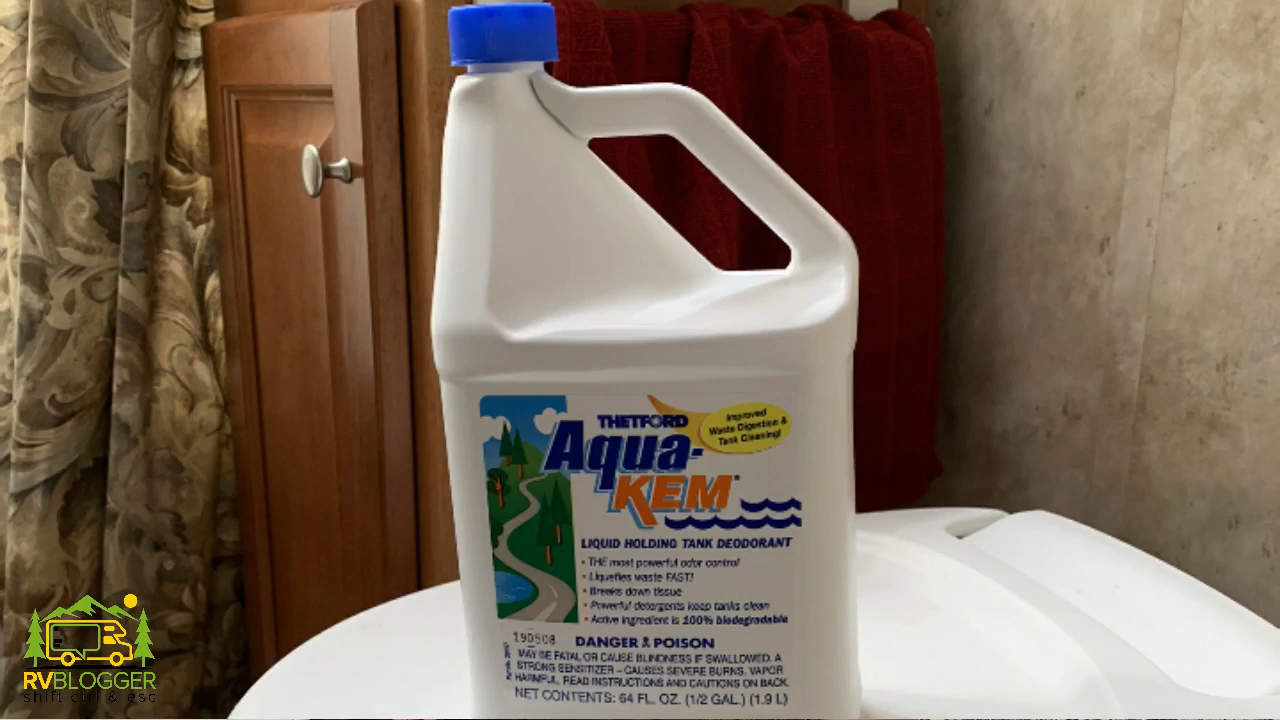 THETFORD
Improved
Waste Digestion &
Tank Cleaning!
Aqua-
KEM®
LIQUID HOLDING TANK DEODORANT
• THE most powerful odor control
• Liquefies waste FAST!
• Breaks down tissue
• Powerful detergents keep tanks clean
• Active ingredient is 100% biodegradable
190508
DANGER ☠ POISON
MAY BE FATAL OR CAUSE BLINDNESS IF SWALLOWED. A
STRONG SENSITIZER – CAUSES SEVERE BURNS. VAPOR
HARMFUL. READ INSTRUCTIONS AND CAUTIONS ON BACK.
NET CONTENTS: 64 FL. OZ. (1/2 GAL.) (1.9 L)
RVBLOGGER
shift ctrl & esc